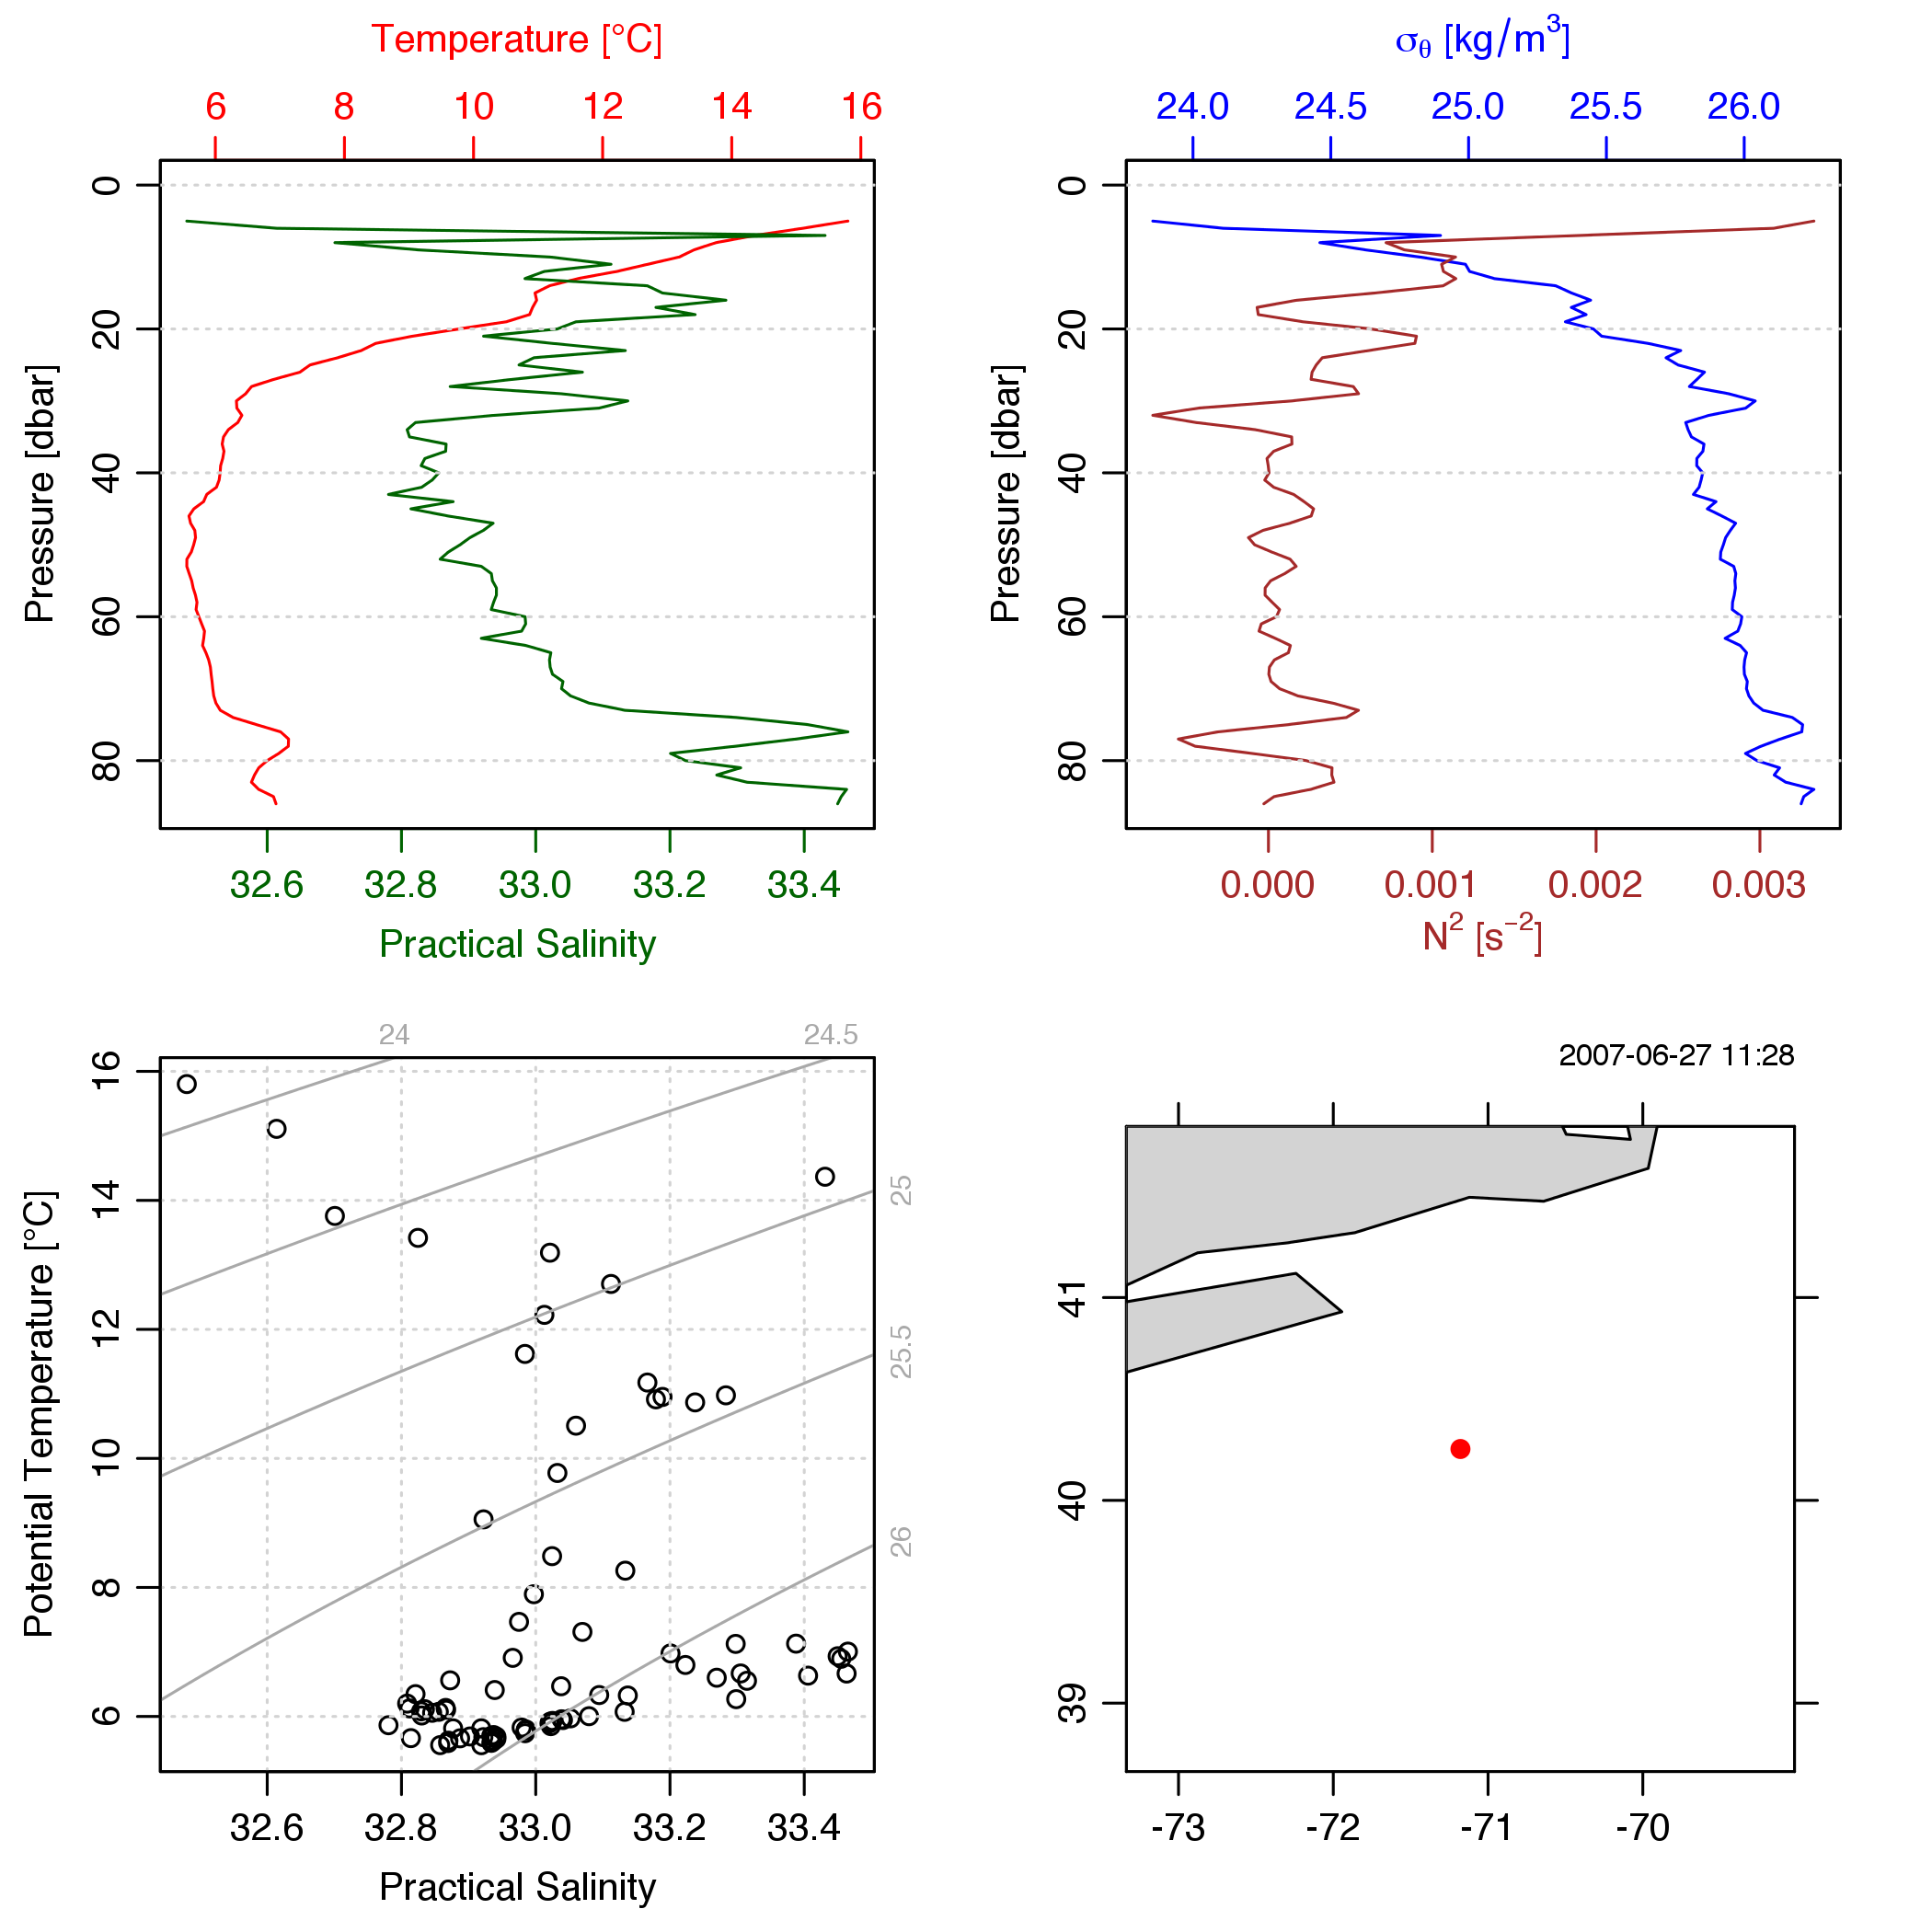 Temperature [°C]
6 8 10 12 14 16
0
20
40
60
80
Pressure [dbar]
32.6 32.8 33.0 33.2 33.4
Practical Salinity
σθ [kg/m³]
24.0 24.5 25.0 25.5 26.0
0
20
40
60
80
Pressure [dbar]
0.000 0.001 0.002 0.003
N² [s⁻²]
24 24.5
16
14
12
10
8
6
Potential Temperature [°C]
25
25.5
26
32.6 32.8 33.0 33.2 33.4
Practical Salinity
2007-06-27 11:28
41
40
39
-73 -72 -71 -70